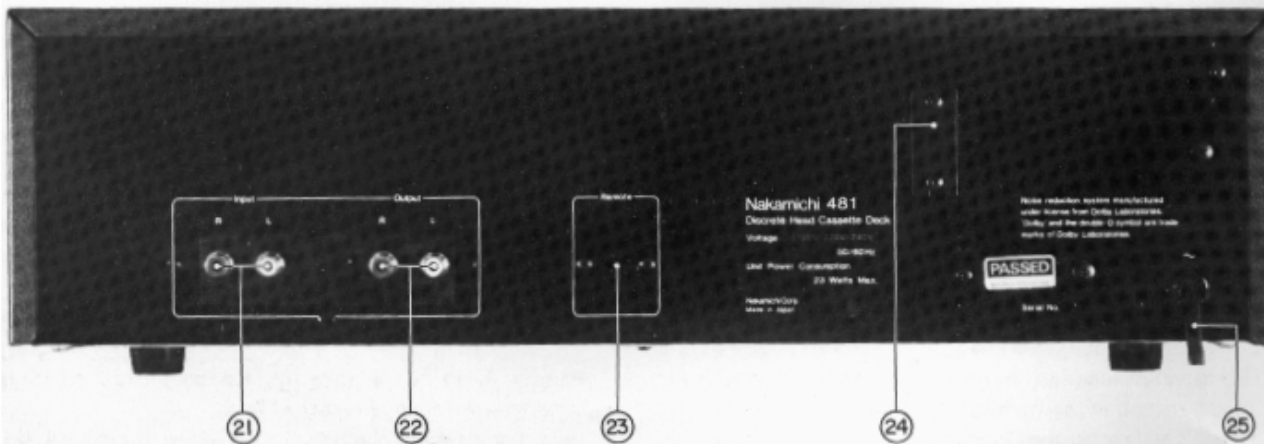 Input
Output
R
L
R
L
Remote
Nakamichi 481
Discrete Head Cassette Deck
Voltage
50/60Hz
Unit Power Consumption
23 Watts Max.
Nakamichi Corp.
Made in Japan
Noise reduction system manufactured
under license from Dolby Laboratories.
'Dolby' and the double-D symbol are trade
marks of Dolby Laboratories.
PASSED
Serial No.
~
21
22
23
24
25